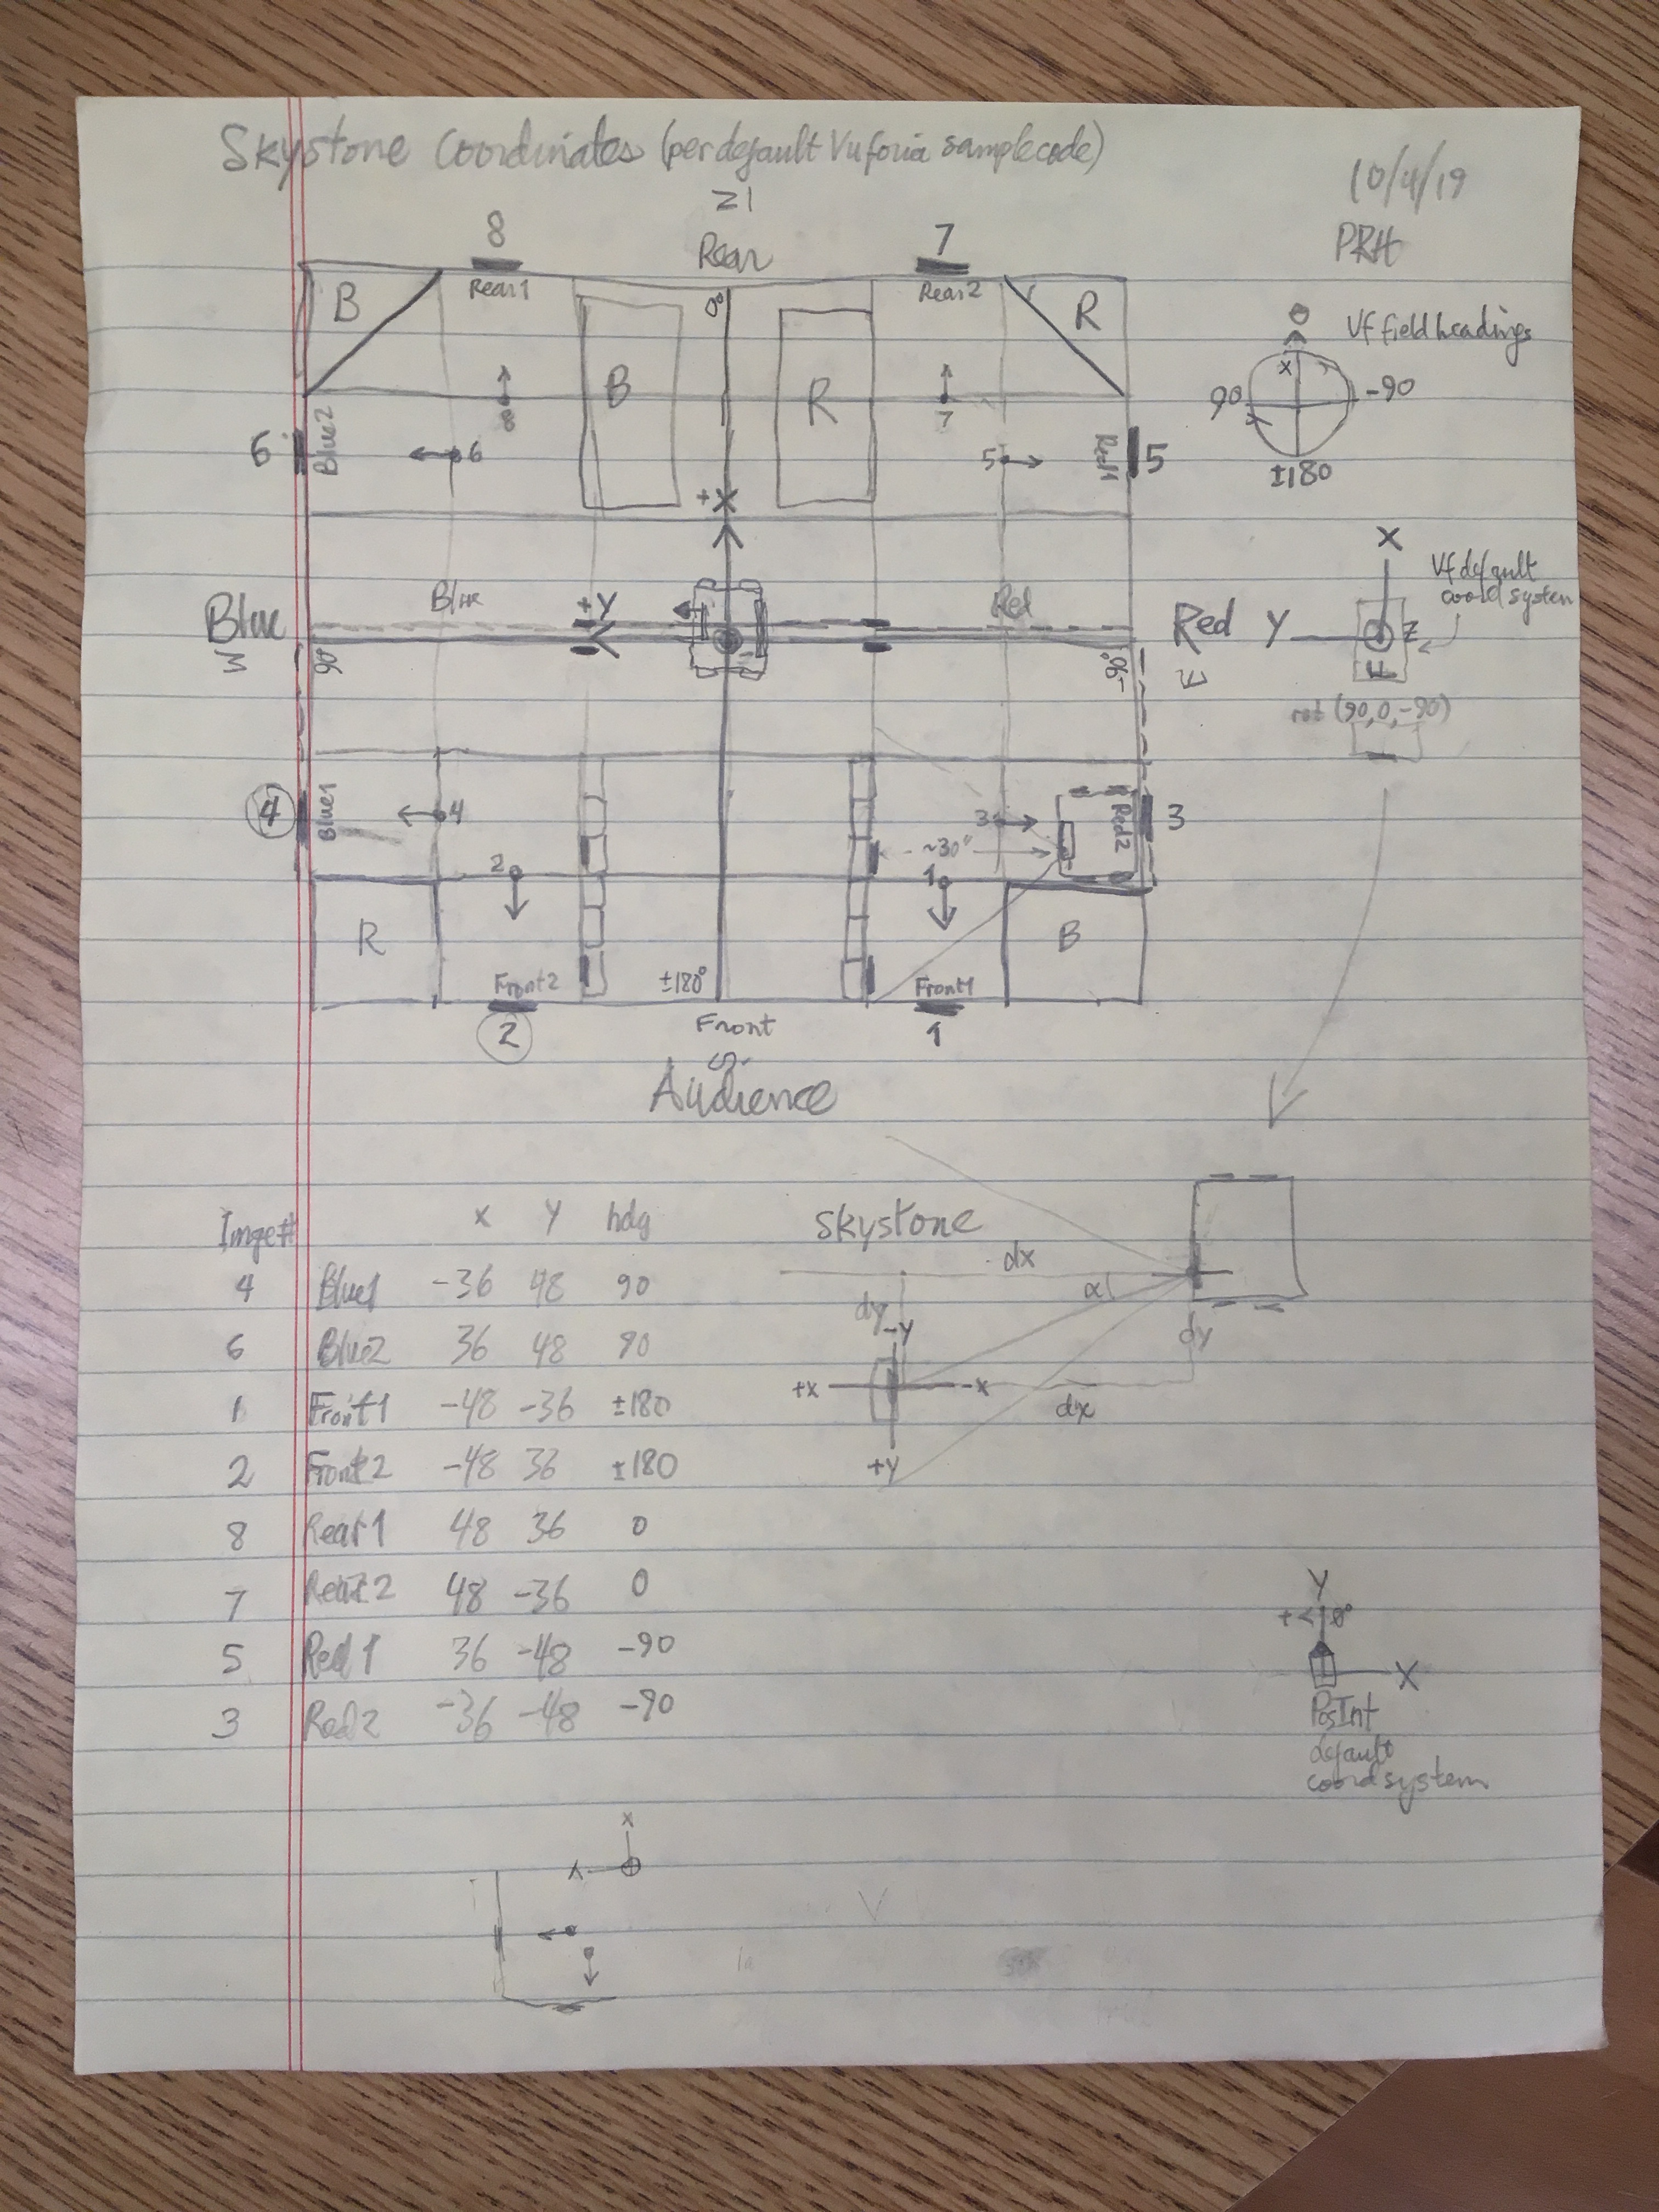 Skystone Coordinates (per default Vuforia sample code)
10/4/19
PRH
N
Rear
8
7
Rear1
Rear2
0°
B
R
B
R
8
7
6
Blue2
6
5
Red1
5
+X
0
Vf field headings
X
90
-90
±180
Blue
W
Blue
+Y
Red
Red
E
90°
-90°
X
Y
Z
Vf default
coord system
rot (90,0,-90)
4
Blue1
4
3
Red2
3
~30"
2
1
R
B
Front2
±180°
Front1
2
Front
1
S
Audience
Imge# x Y hdg
4 Blue1 -36 48 90
6 Blue2 36 48 90
1 Front1 -48 -36 ±180
2 Front2 -48 36 ±180
8 Rear1 48 36 0
7 Rear2 48 -36 0
5 Red1 36 -48 -90
3 Red2 -36 -48 -90
Skystone
dx
α
dy
-Y
dy
+x
-x
dx
+Y
Y
+ 0°
X
PosInt
default
coord system
X